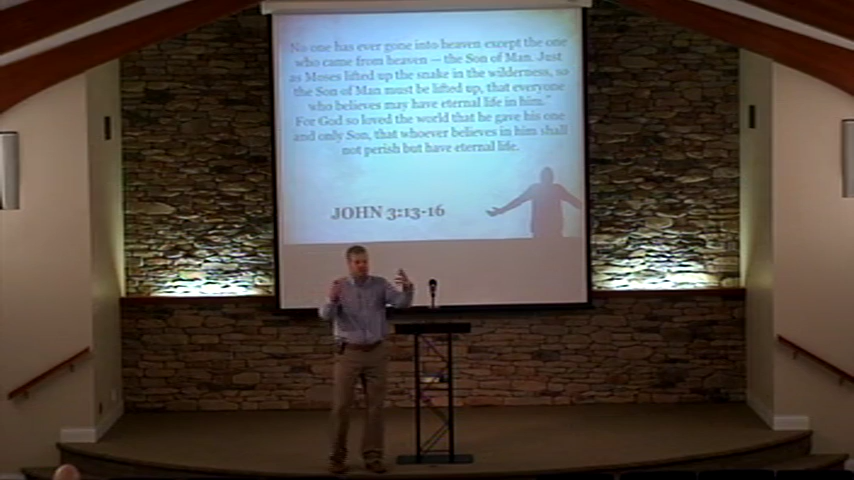 No one has ever gone into heaven except the one
who came from heaven — the Son of Man. Just
as Moses lifted up the snake in the wilderness, so
the Son of Man must be lifted up, that everyone
who believes may have eternal life in him."
For God so loved the world that he gave his one
and only Son, that whoever believes in him shall
not perish but have eternal life.
JOHN 3:13-16